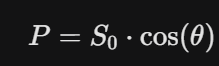 P = S₀ · cos(θ)